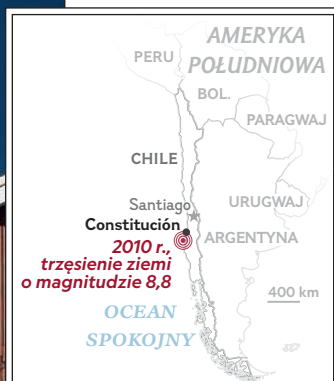 AMERYKA
POŁUDNIOWA
PERU
BOL.
PARAGWAJ
CHILE
Santiago
URUGWAJ
Constitución
ARGENTYNA
2010 r.,
trzęsienie ziemi
o magnitudzie 8,8
400 km
OCEAN
SPOKOJNY